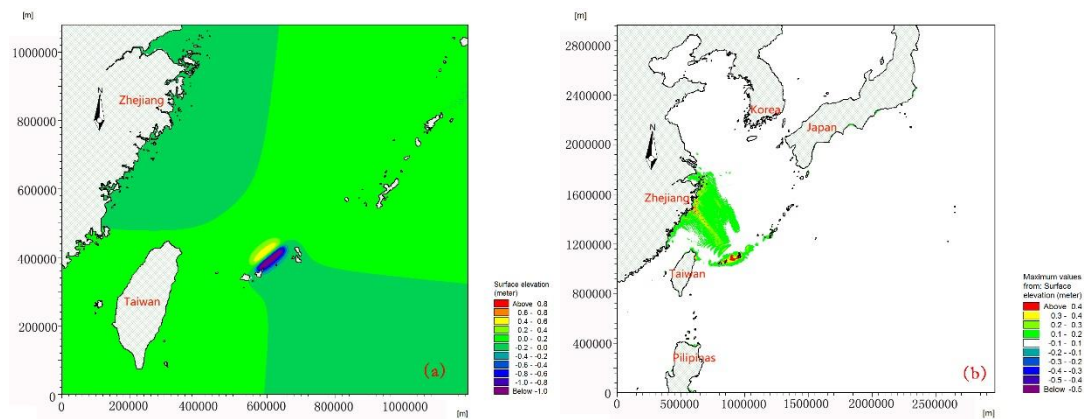 [m]
1000000
800000
600000
400000
200000
0
0 200000 400000 600000 800000 1000000
[m]
N
Zhejiang
Taiwan
(a)
Surface elevation
(meter)
Above 0.8
0.6 - 0.8
0.4 - 0.6
0.2 - 0.4
0.0 - 0.2
-0.2 - 0.0
-0.4 - -0.2
-0.6 - -0.4
-0.8 - -0.6
-1.0 - -0.8
Below -1.0
[m]
2800000
2400000
2000000
1600000
1200000
800000
400000
0
0 500000 1000000 1500000 2000000 2500000
[m]
N
Korea
Japan
Zhejiang
Taiwan
Pilipinas
(b)
Maximum values
from: Surface
elevation (meter)
Above 0.4
0.3 - 0.4
0.2 - 0.3
0.1 - 0.2
-0.1 - 0.1
-0.2 - -0.1
-0.3 - -0.2
-0.4 - -0.3
-0.5 - -0.4
Below -0.5